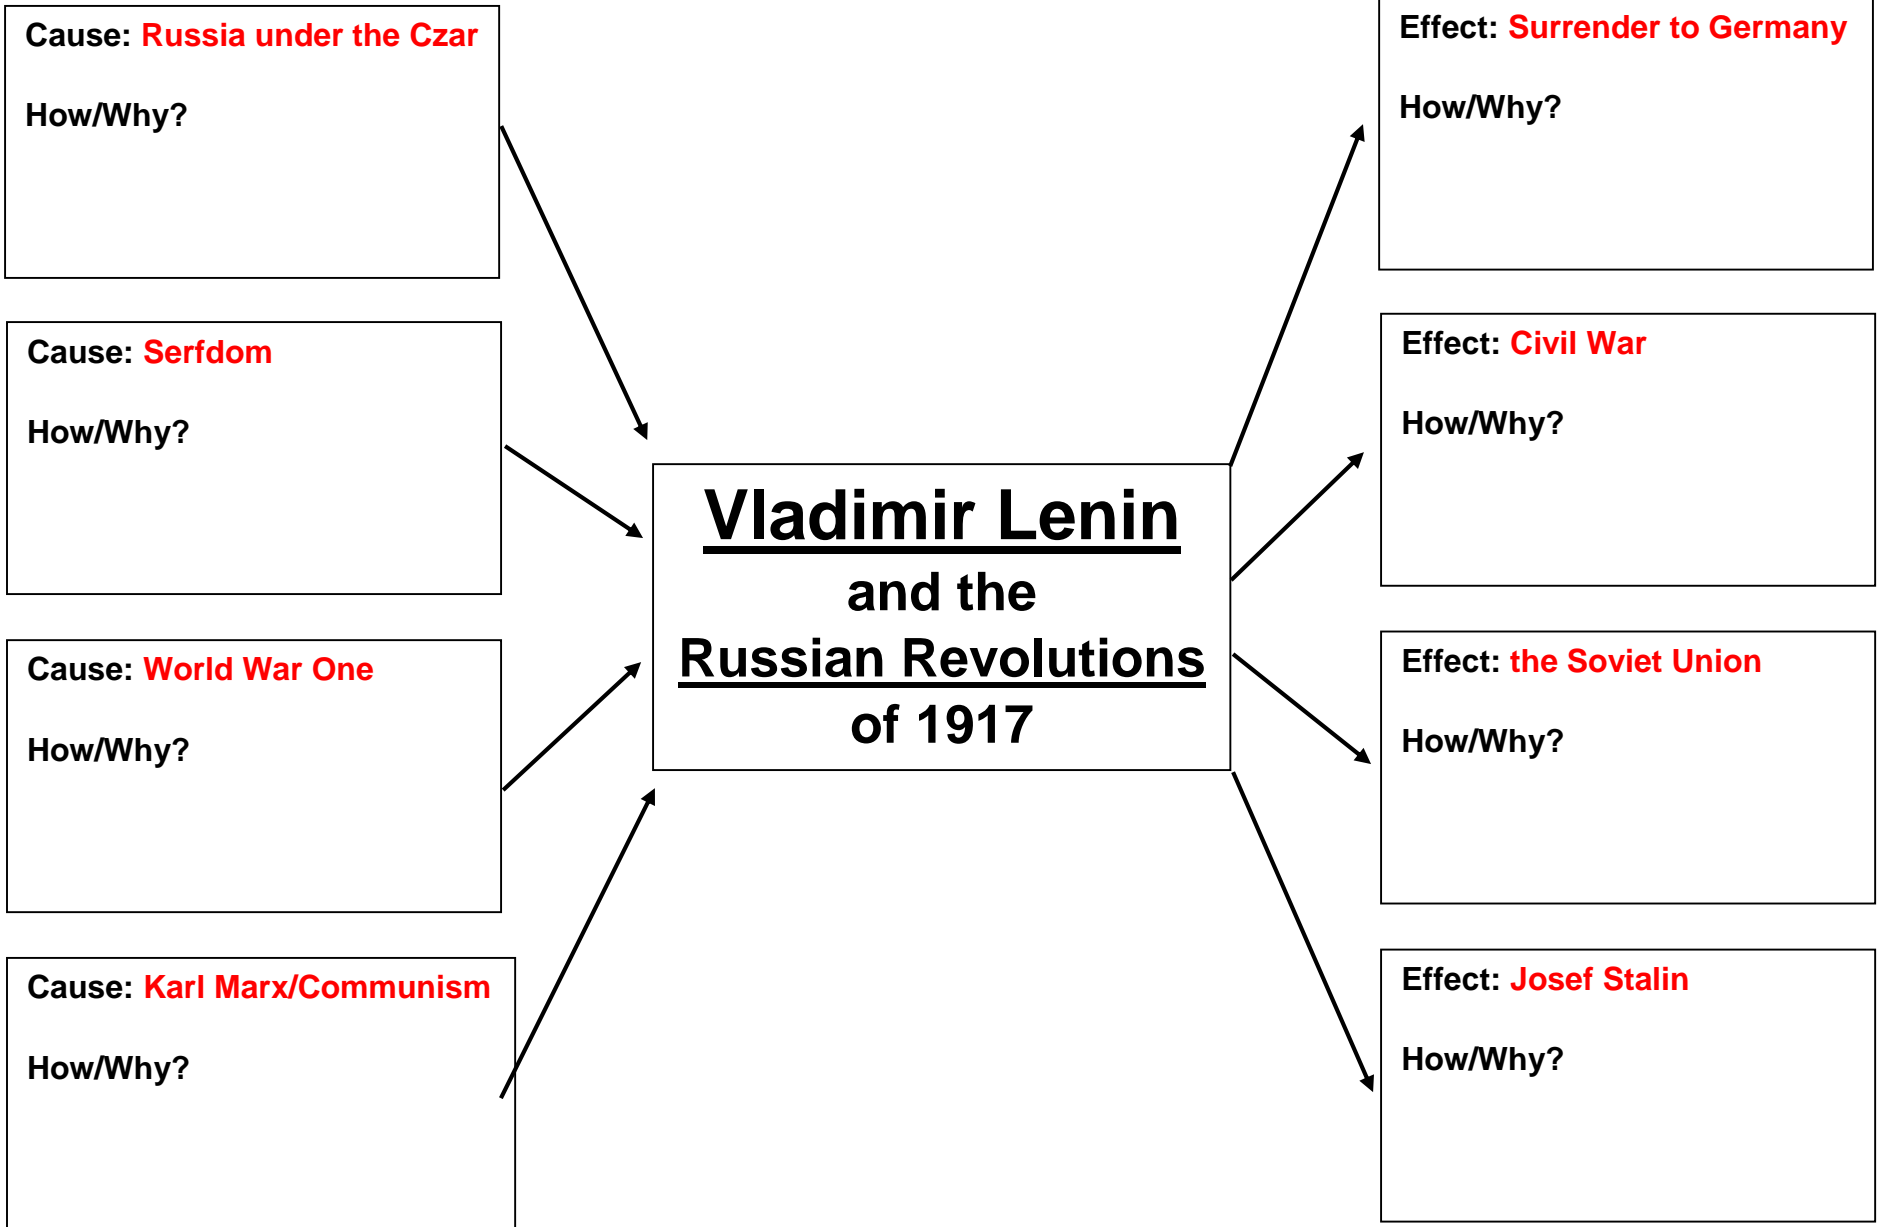 Cause: Russia under the Czar
How/Why?
Cause: Serfdom
How/Why?
Cause: World War One
How/Why?
Cause: Karl Marx/Communism
How/Why?
Vladimir Lenin
and the
Russian Revolutions
of 1917
Effect: Surrender to Germany
How/Why?
Effect: Civil War
How/Why?
Effect: the Soviet Union
How/Why?
Effect: Josef Stalin
How/Why?